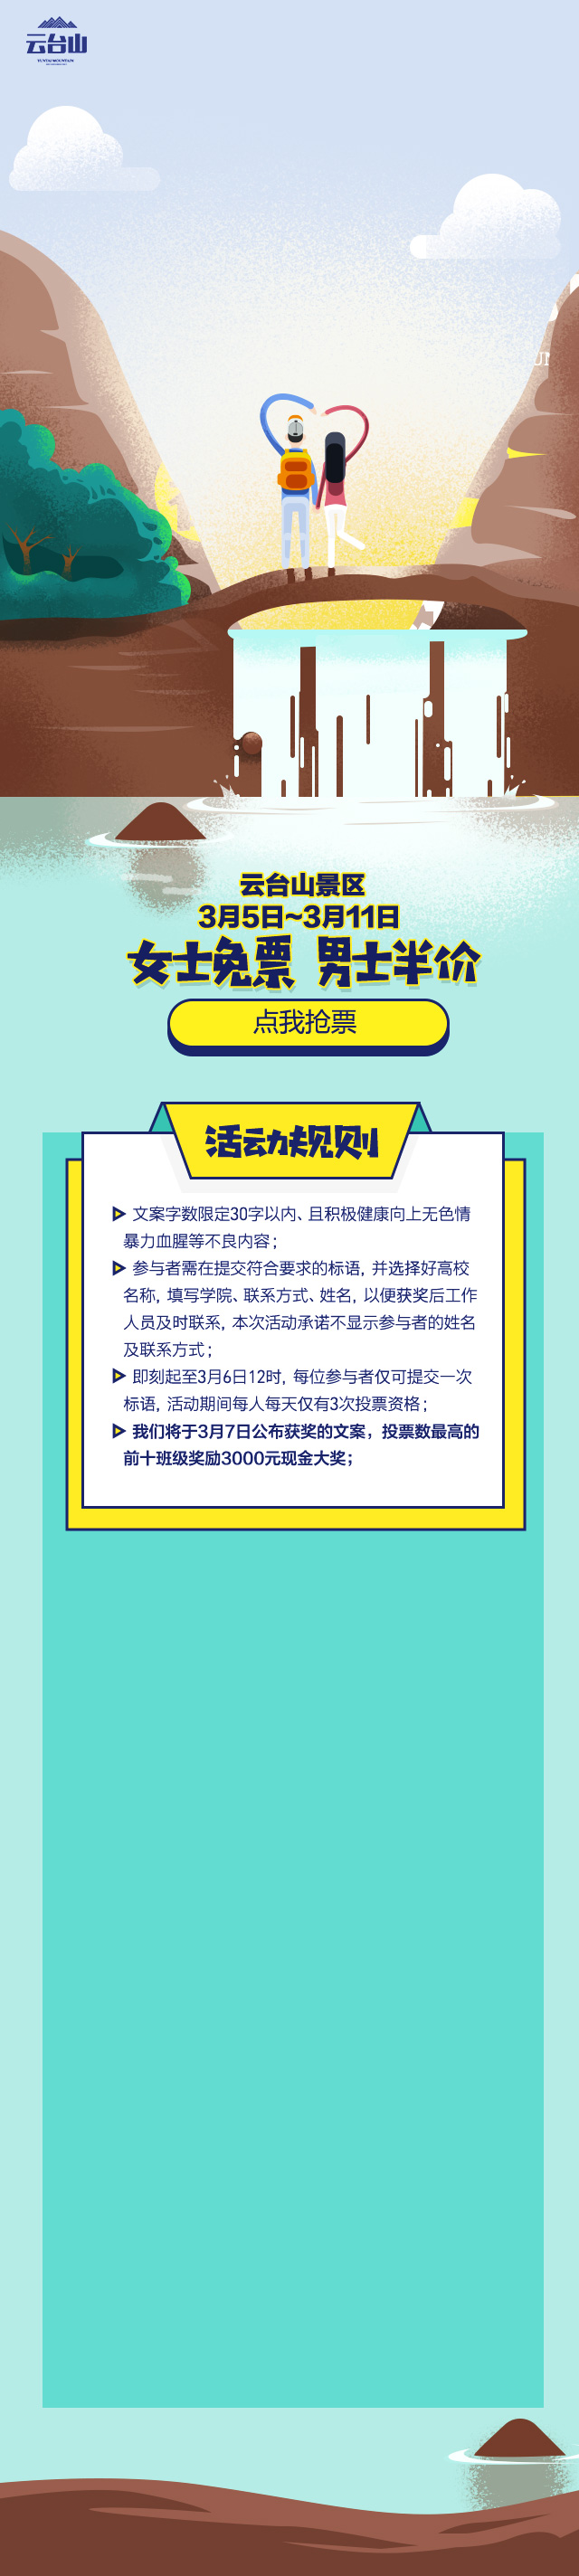 云台山
YUNTAI MOUNTAIN
云台山景区
3月5日~3月11日
女士免票 男士半价
点我抢票
活动规则
文案字数限定30字以内、且积极健康向上无色情
暴力血腥等不良内容；
参与者需在提交符合要求的标语，并选择好高校
名称，填写学院、联系方式、姓名，以便获奖后工作
人员及时联系，本次活动承诺不显示参与者的姓名
及联系方式；
即刻起至3月6日12时，每位参与者仅可提交一次
标语，活动期间每人每天仅有3次投票资格；
我们将于3月7日公布获奖的文案，投票数最高的
前十班级奖励3000元现金大奖；